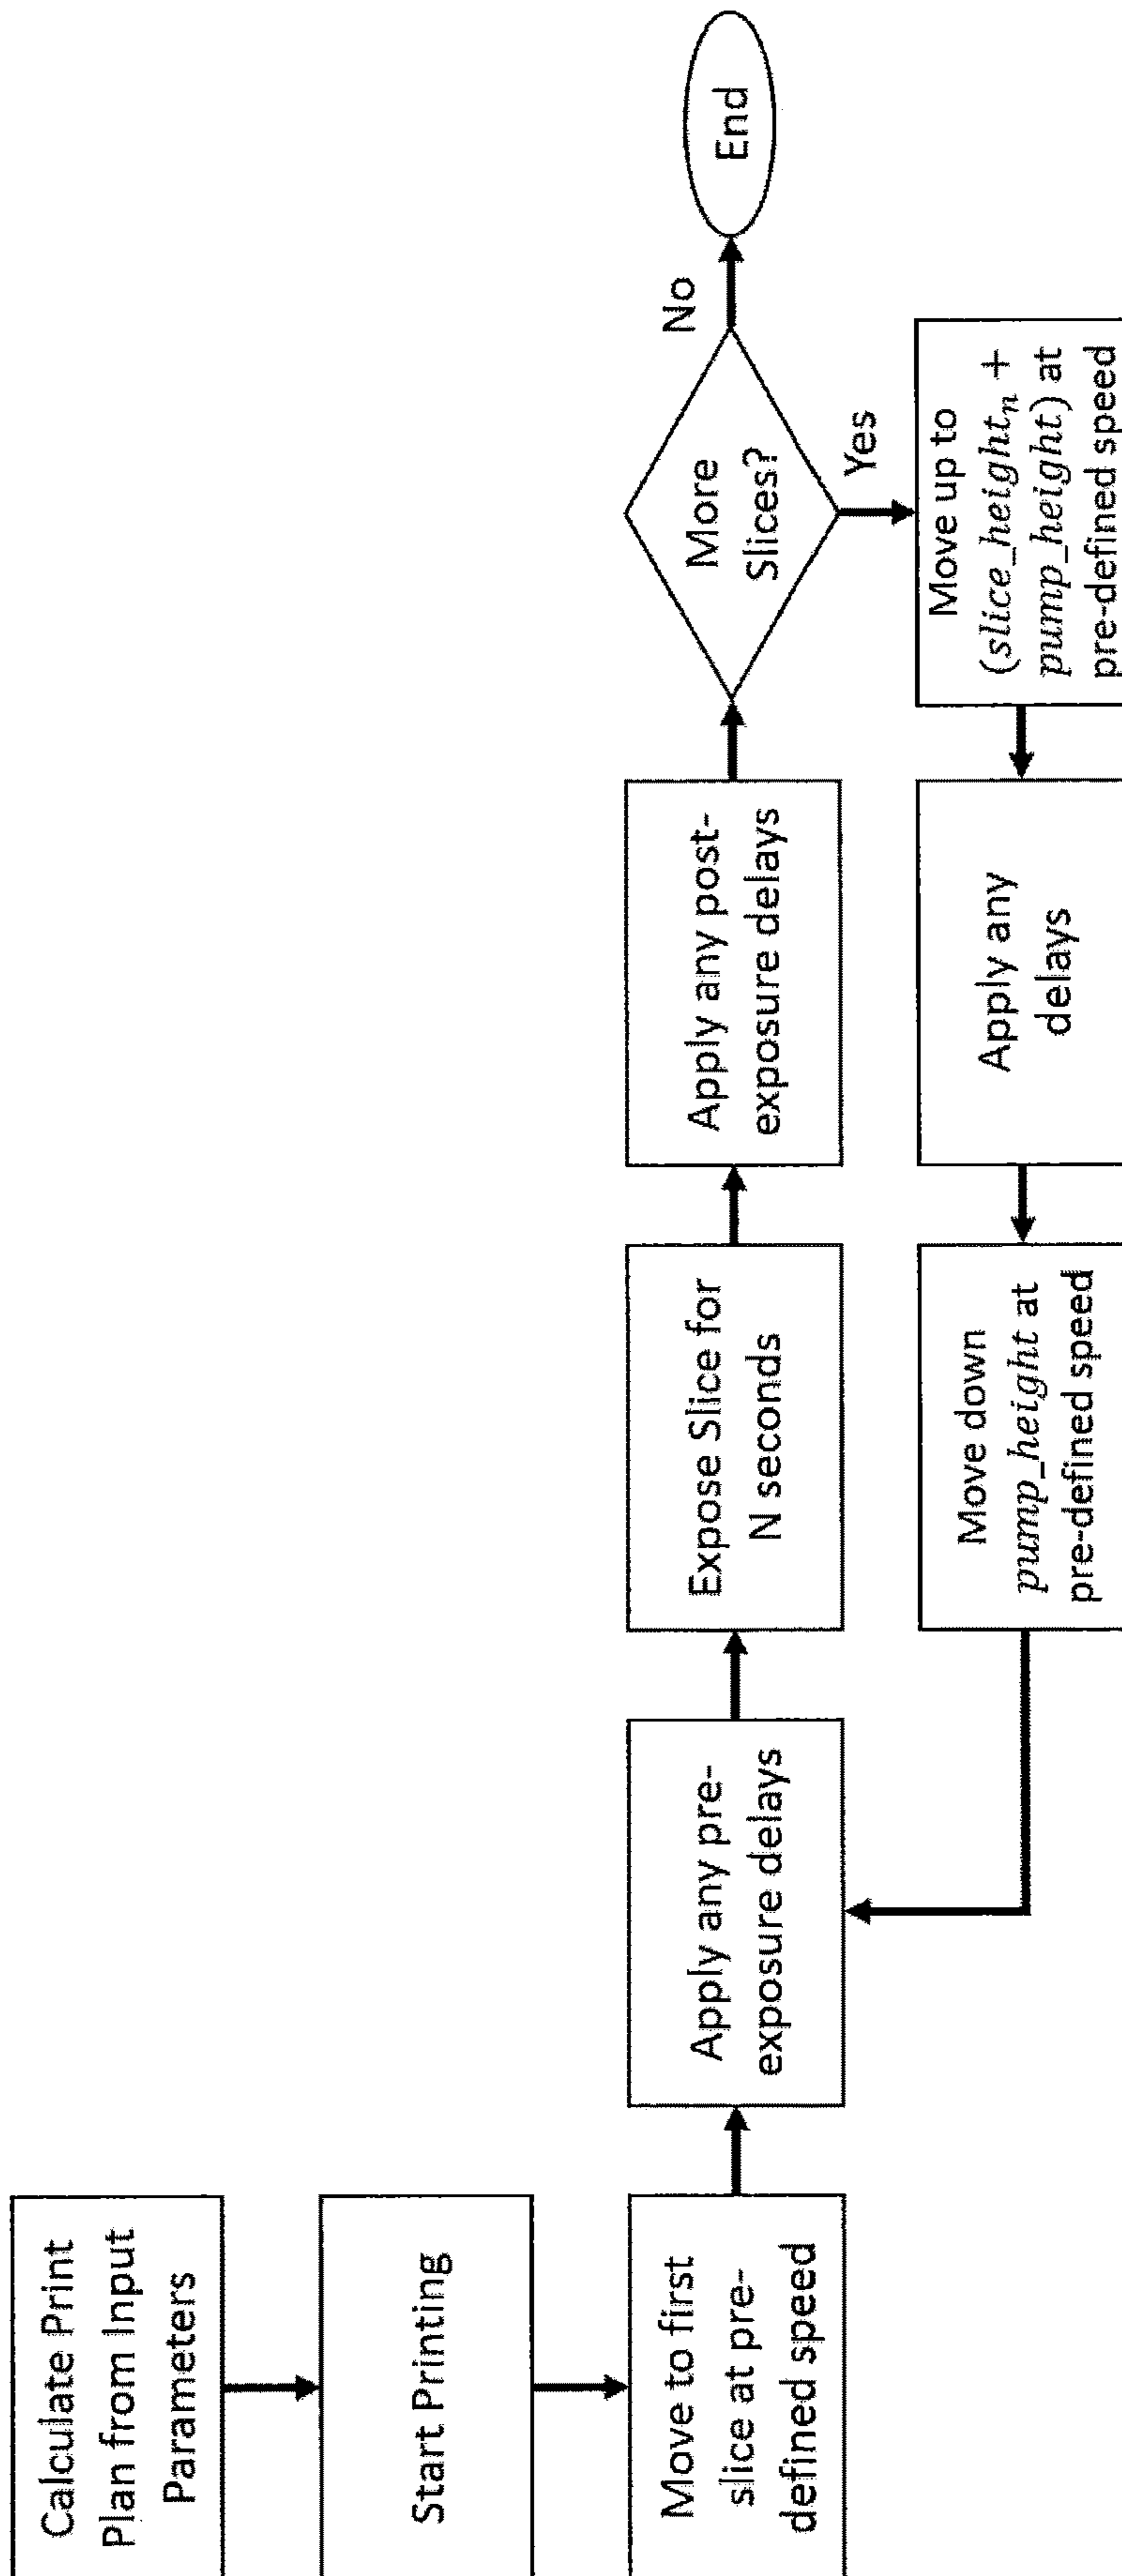 Calculate Print
Plan from Input
Parameters
Start Printing
Move to first
slice at pre-
defined speed
Apply any pre-
exposure delays
Expose Slice for
N seconds
Apply any post-
exposure delays
More
Slices?
No
End
Yes
Move up to
(slice_heightₙ +
pump_height) at
pre-defined speed
Apply any
delays
Move down
pump_height at
pre-defined speed